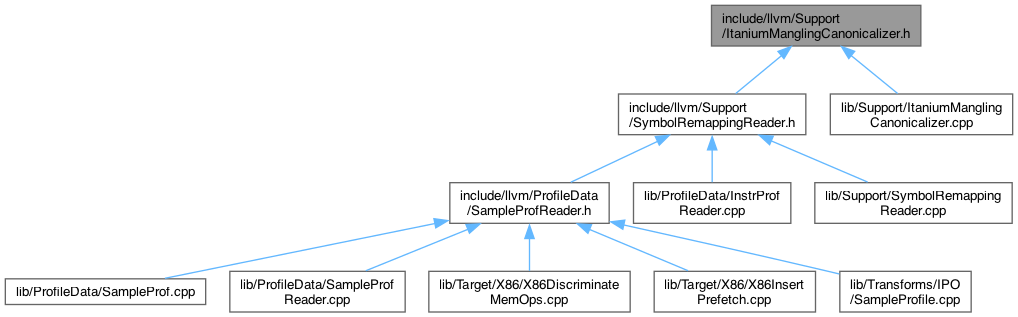 include/llvm/Support
/ItaniumManglingCanonicalizer.h
include/llvm/Support
/SymbolRemappingReader.h
lib/Support/ItaniumMangling
Canonicalizer.cpp
include/llvm/ProfileData
/SampleProfReader.h
lib/ProfileData/InstrProf
Reader.cpp
lib/Support/SymbolRemapping
Reader.cpp
lib/ProfileData/SampleProf.cpp
lib/ProfileData/SampleProf
Reader.cpp
lib/Target/X86/X86Discriminate
MemOps.cpp
lib/Target/X86/X86Insert
Prefetch.cpp
lib/Transforms/IPO
/SampleProfile.cpp